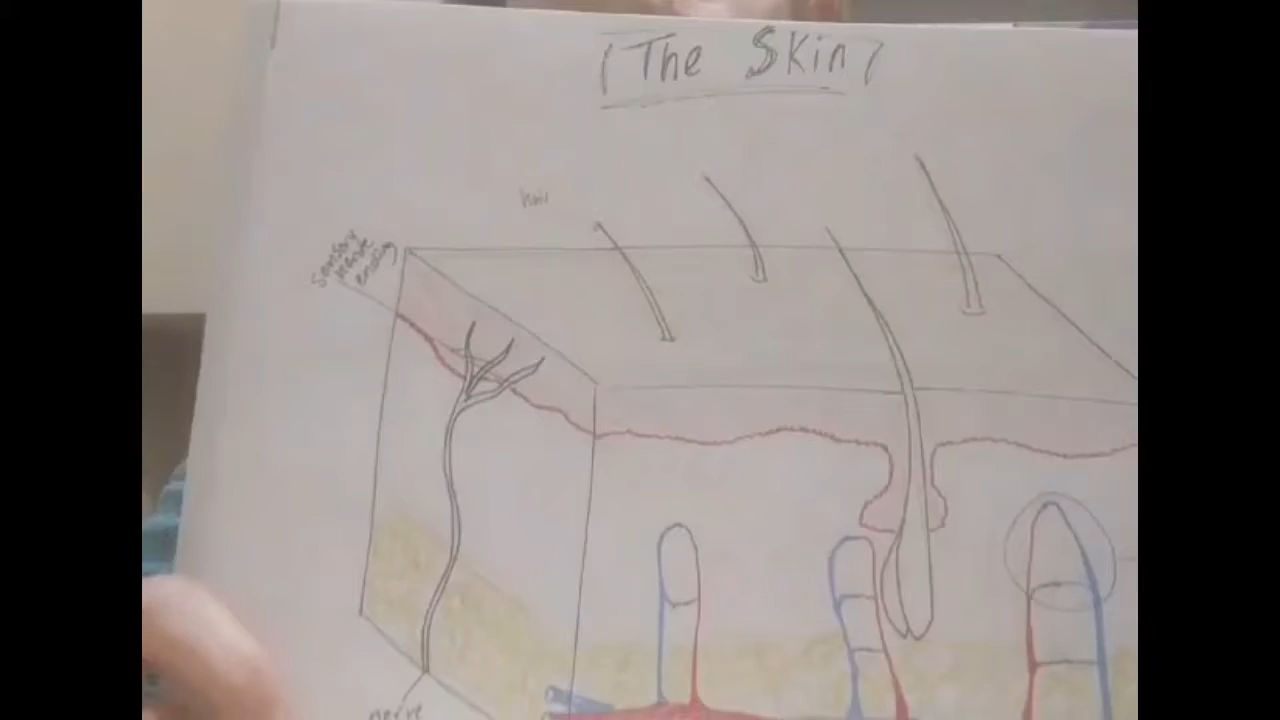 The Skin
hair
Sensory
nerve
ending
nerve